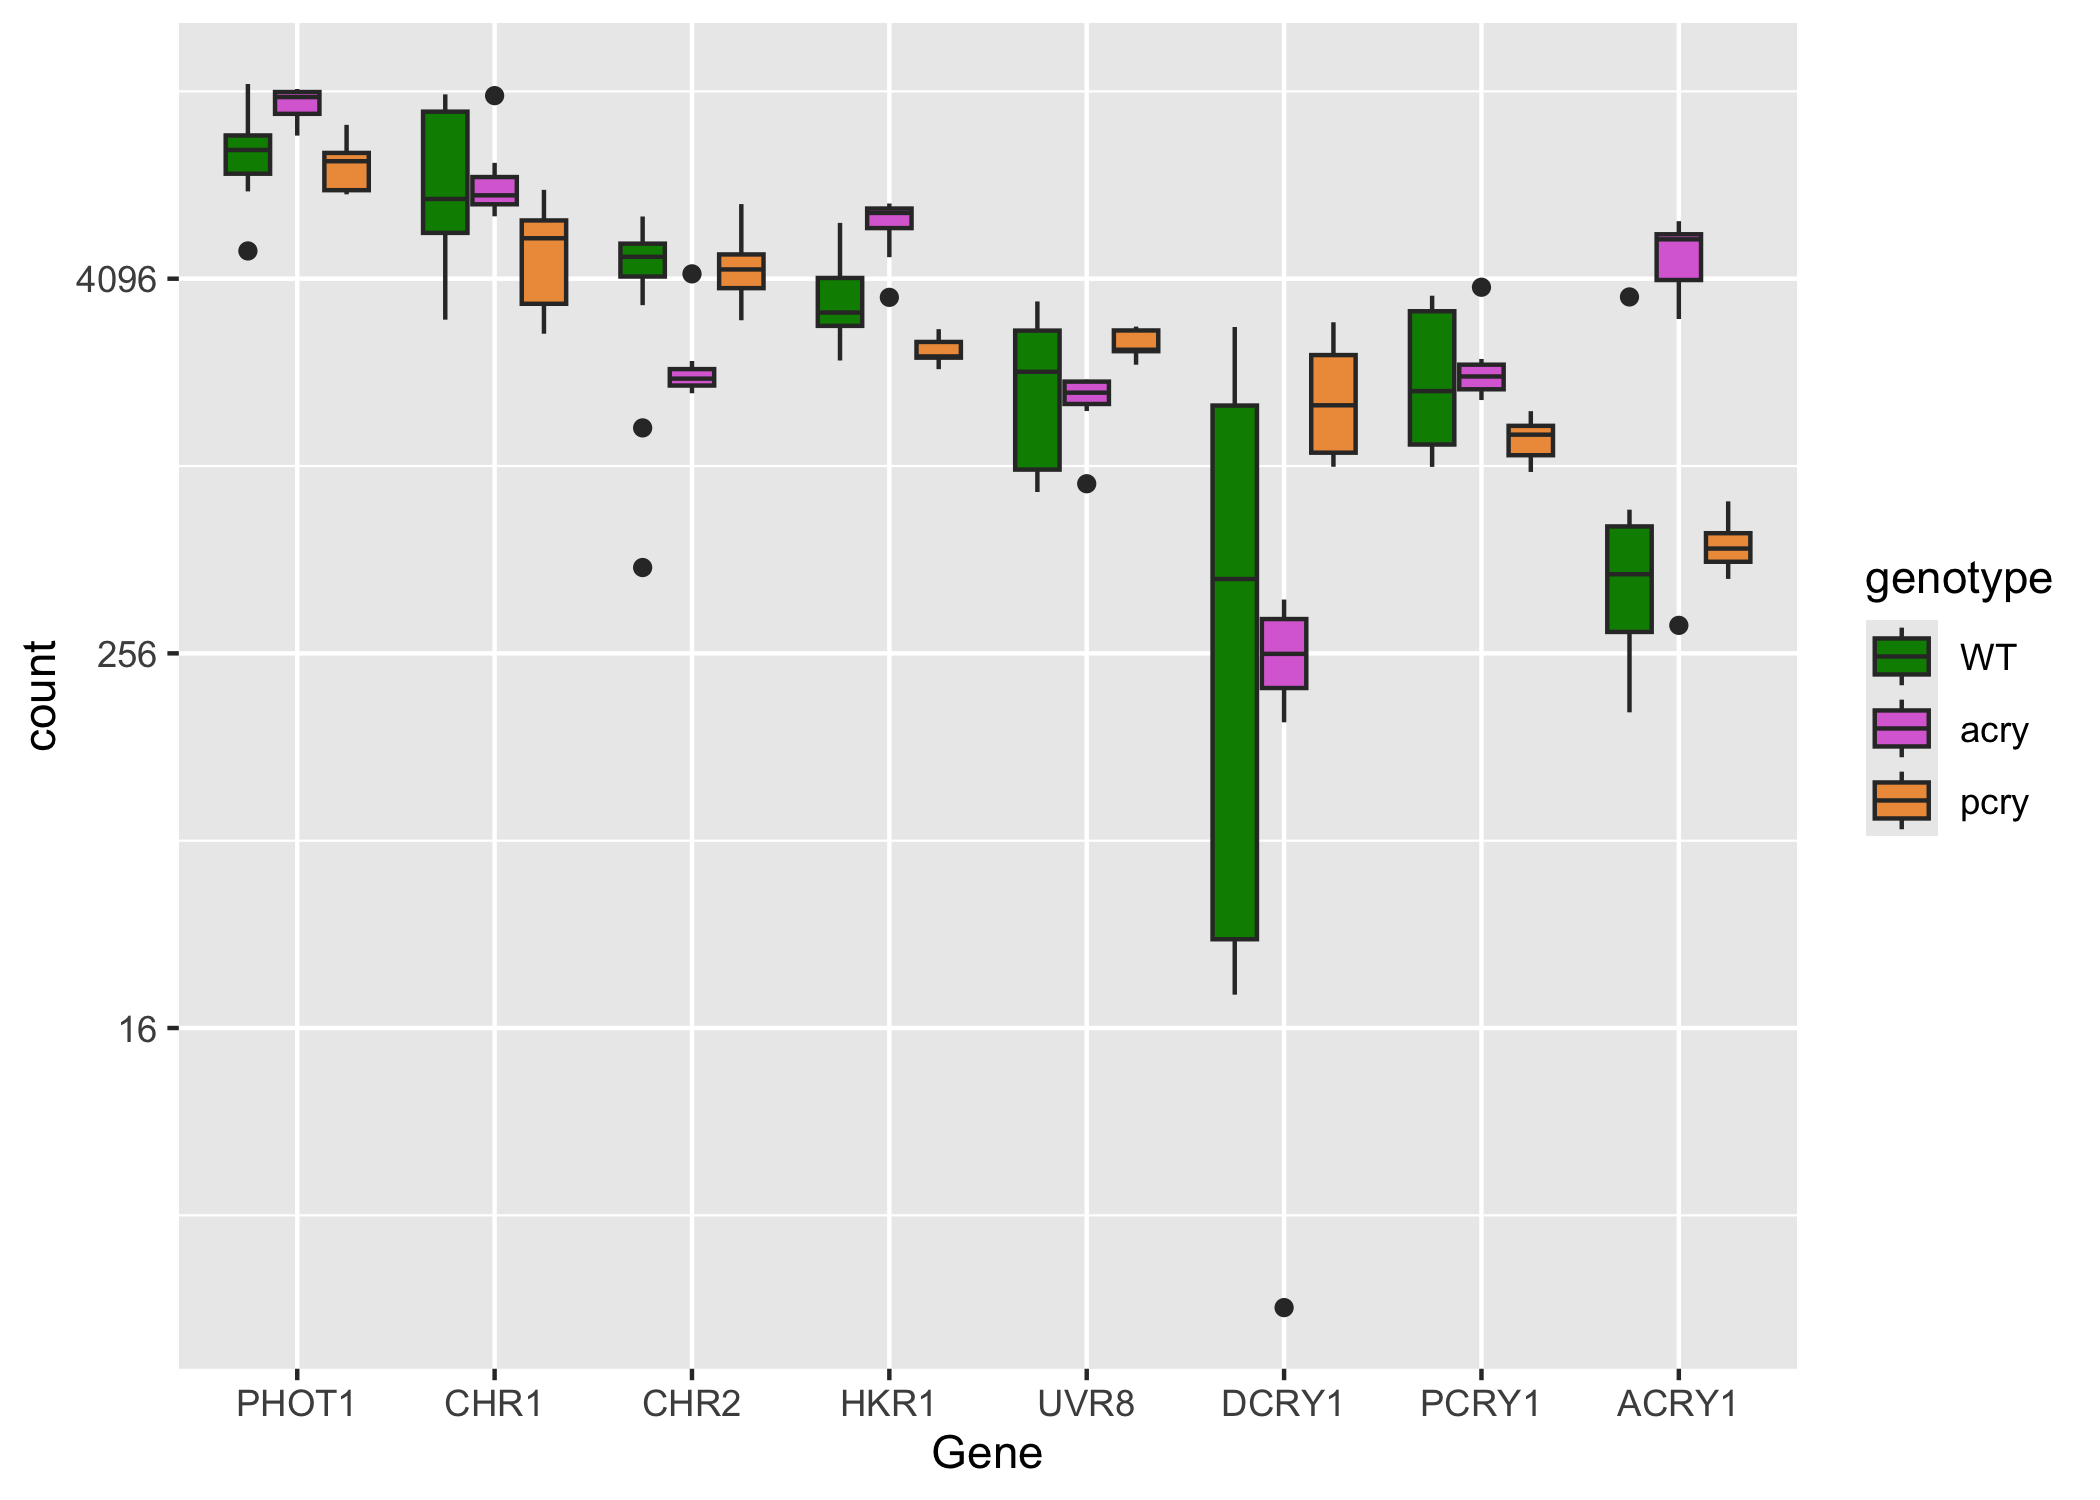 4096
256
16
count
PHOT1 CHR1 CHR2 HKR1 UVR8 DCRY1 PCRY1 ACRY1
Gene
genotype
WT
acry
pcry